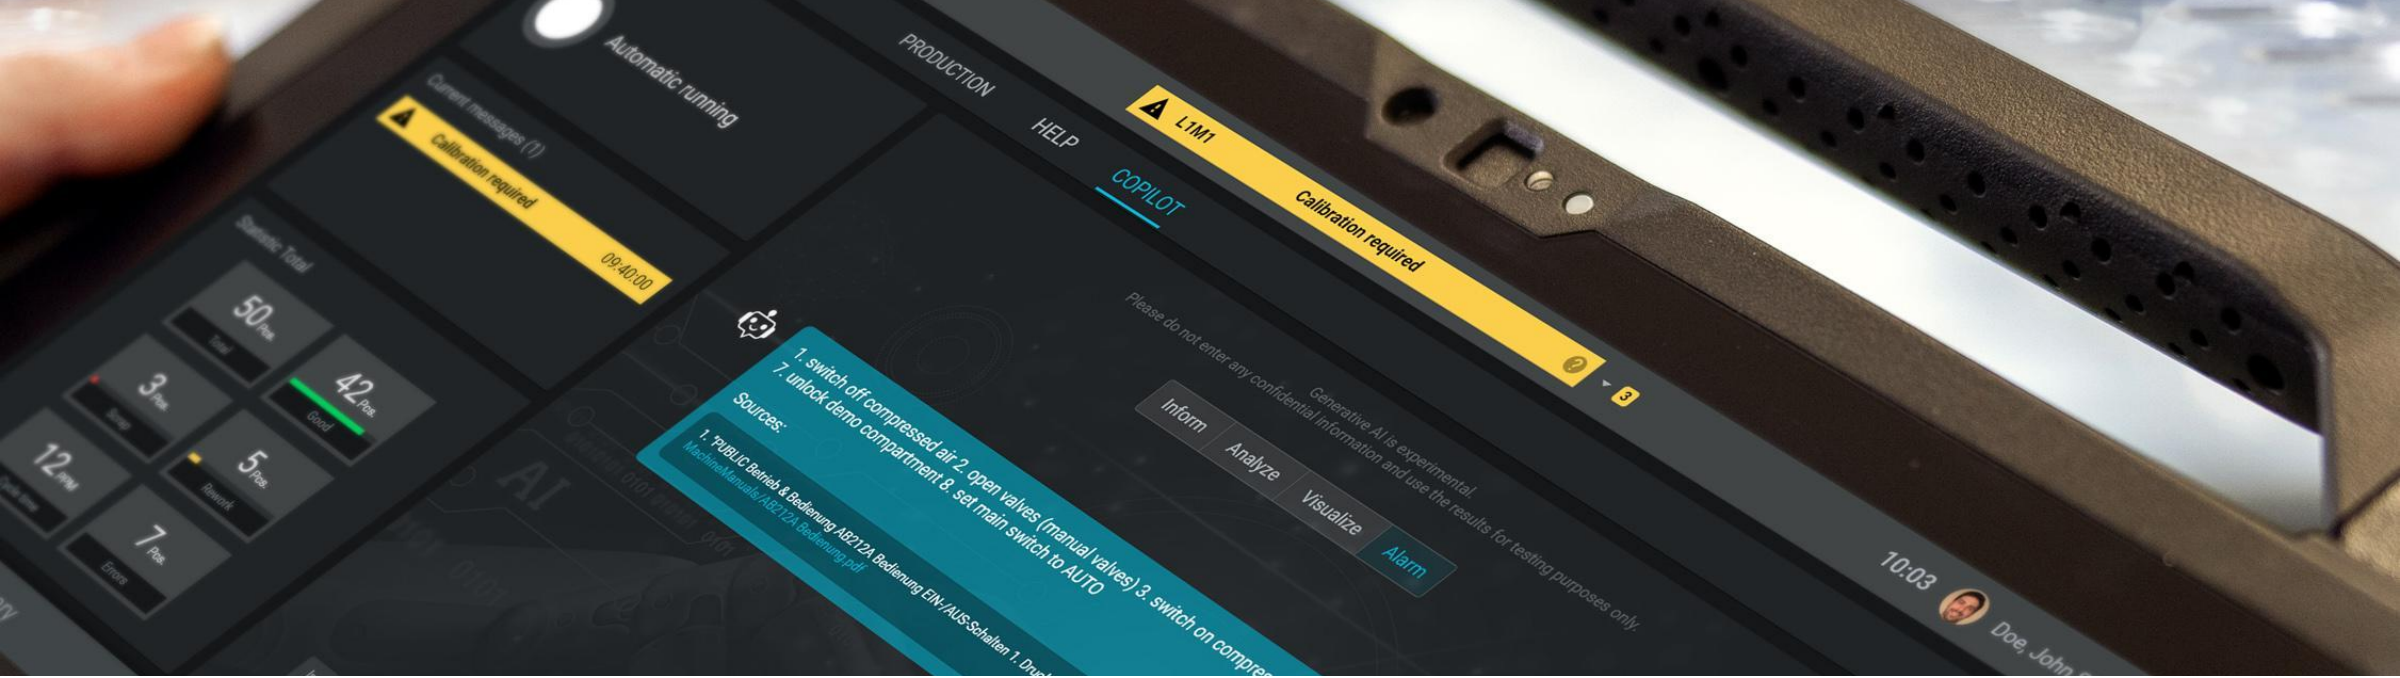 Automatic running
Current messages (1)
Calibration required
09:40:00
Statistic Total
50 Pcs.
Total
42 Pcs.
Good
3 Pcs.
Scrap
5 Pcs.
Rework
12 PPM
Cycle time
7 Pcs.
Errors
PRODUCTION
HELP
COPILOT
L1M1
Calibration required
?
3
Generative AI is experimental.
Please do not enter any confidential information and use the results for testing purposes only.
Inform
Analyze
Visualize
Alarm
1. switch off compressed air 2. open valves (manual valves) 3. switch on compres
7. unlock demo compartment 8. set main switch to AUTO
Sources:
1. "PUBLIC Betrieb & Bedienung AB212A Bedienung EIN-/AUS-Schalten 1. Druc
MachineManuals/AB212A Bedienung.pdf
AI
10:03
Doe, John